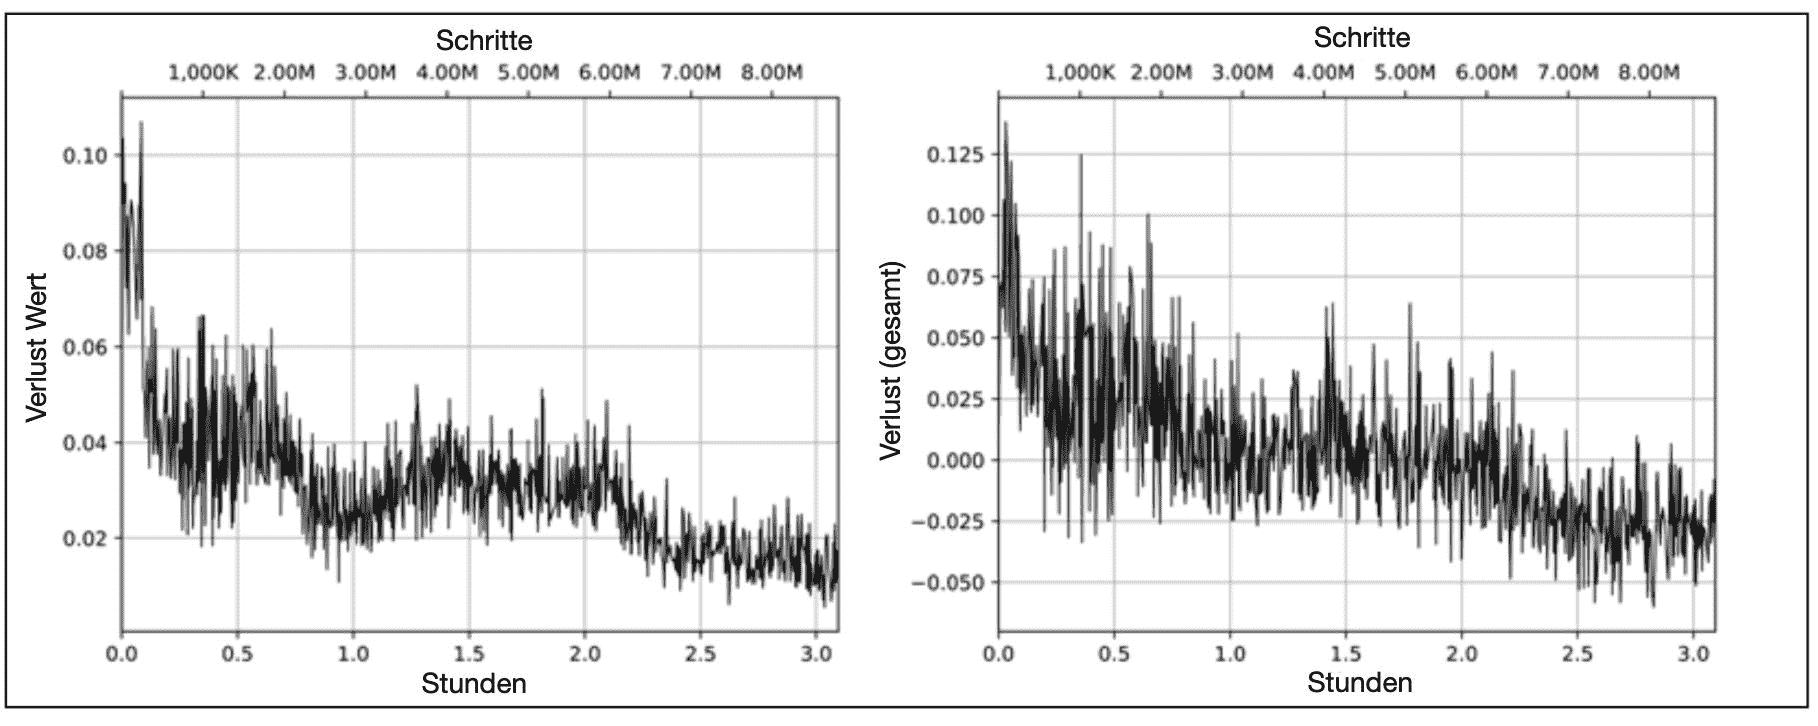 Schritte
1,000K 2.00M 3.00M 4.00M 5.00M 6.00M 7.00M 8.00M
0.10
0.08
0.06
0.04
0.02
Verlust Wert
0.0 0.5 1.0 1.5 2.0 2.5 3.0
Stunden
Schritte
1,000K 2.00M 3.00M 4.00M 5.00M 6.00M 7.00M 8.00M
0.125
0.100
0.075
0.050
0.025
0.000
−0.025
−0.050
Verlust (gesamt)
0.0 0.5 1.0 1.5 2.0 2.5 3.0
Stunden